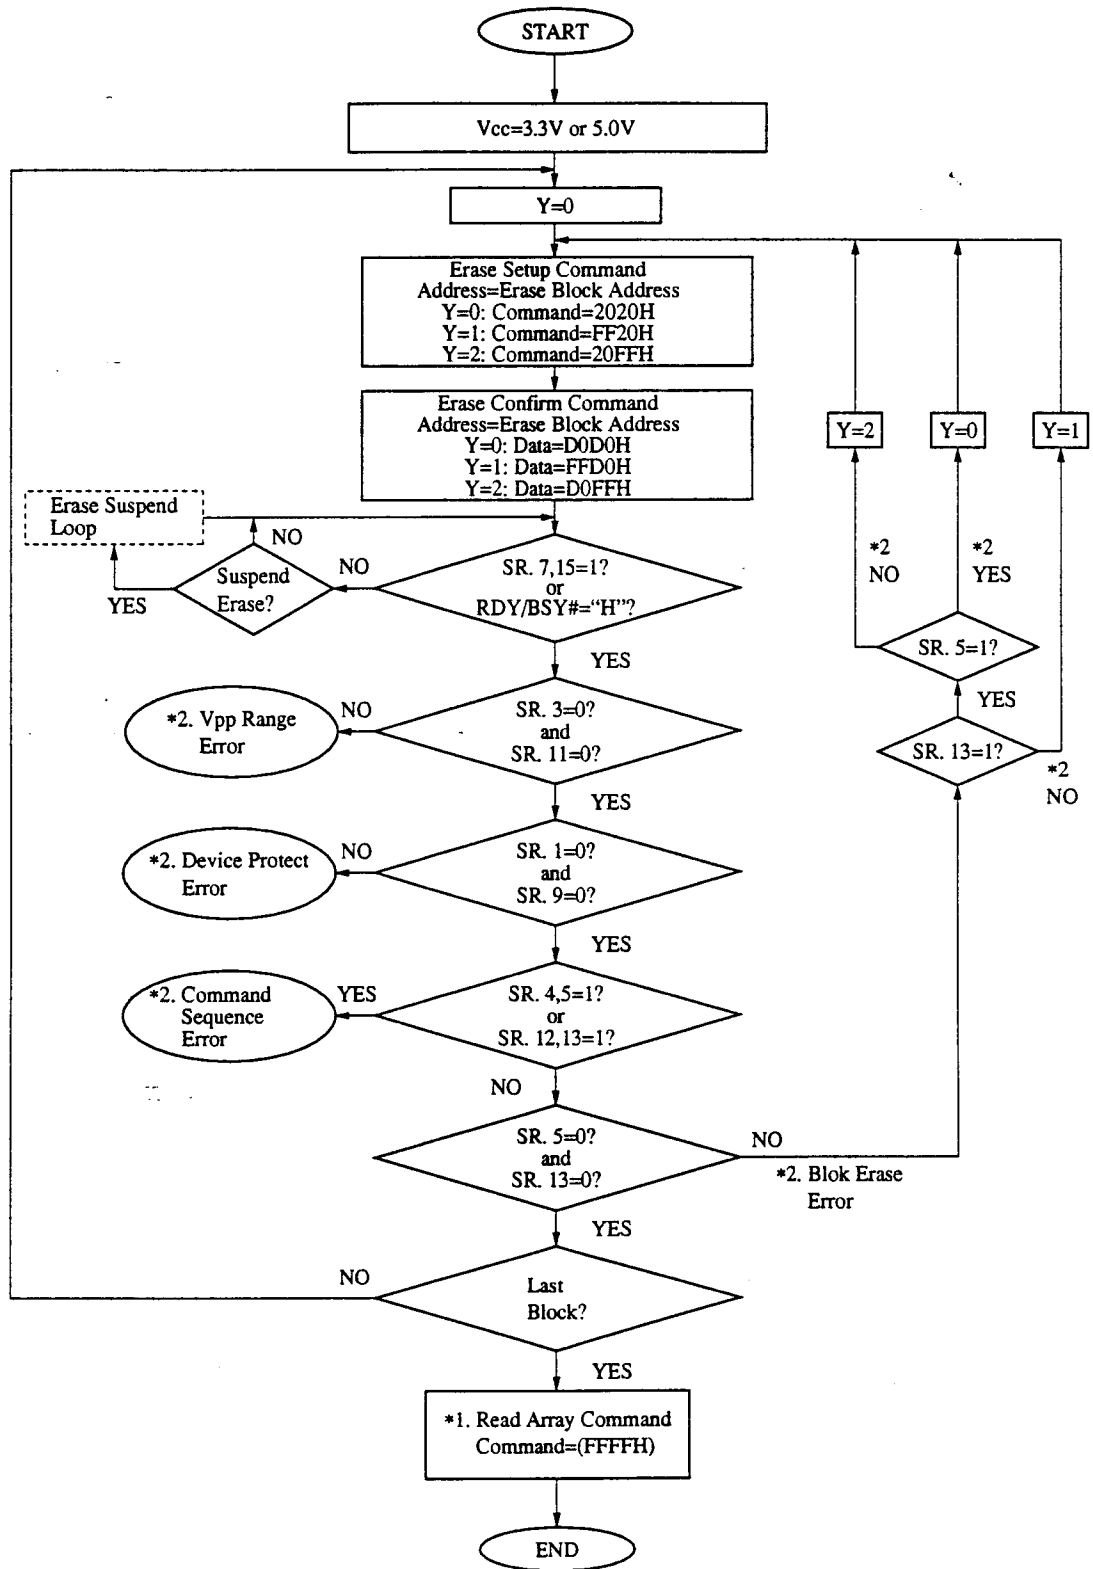 START
Vcc=3.3V or 5.0V
Y=0
Erase Setup Command
Address=Erase Block Address
Y=0: Command=2020H
Y=1: Command=FF20H
Y=2: Command=20FFH
Erase Confirm Command
Address=Erase Block Address
Y=0: Data=D0D0H
Y=1: Data=FFD0H
Y=2: Data=D0FFH
Y=2
Y=0
Y=1
Erase Suspend
Loop
NO
YES
Suspend
Erase?
NO
SR. 7,15=1?
or
RDY/BSY#="H"?
YES
*2
NO
*2
YES
SR. 5=1?
YES
SR. 13=1?
*2
NO
*2. Vpp Range
Error
NO
SR. 3=0?
and
SR. 11=0?
YES
*2. Device Protect
Error
NO
SR. 1=0?
and
SR. 9=0?
YES
*2. Command
Sequence
Error
YES
SR. 4,5=1?
or
SR. 12,13=1?
NO
SR. 5=0?
and
SR. 13=0?
NO
*2. Blok Erase
Error
YES
NO
Last
Block?
YES
*1. Read Array Command
Command=(FFFFH)
END